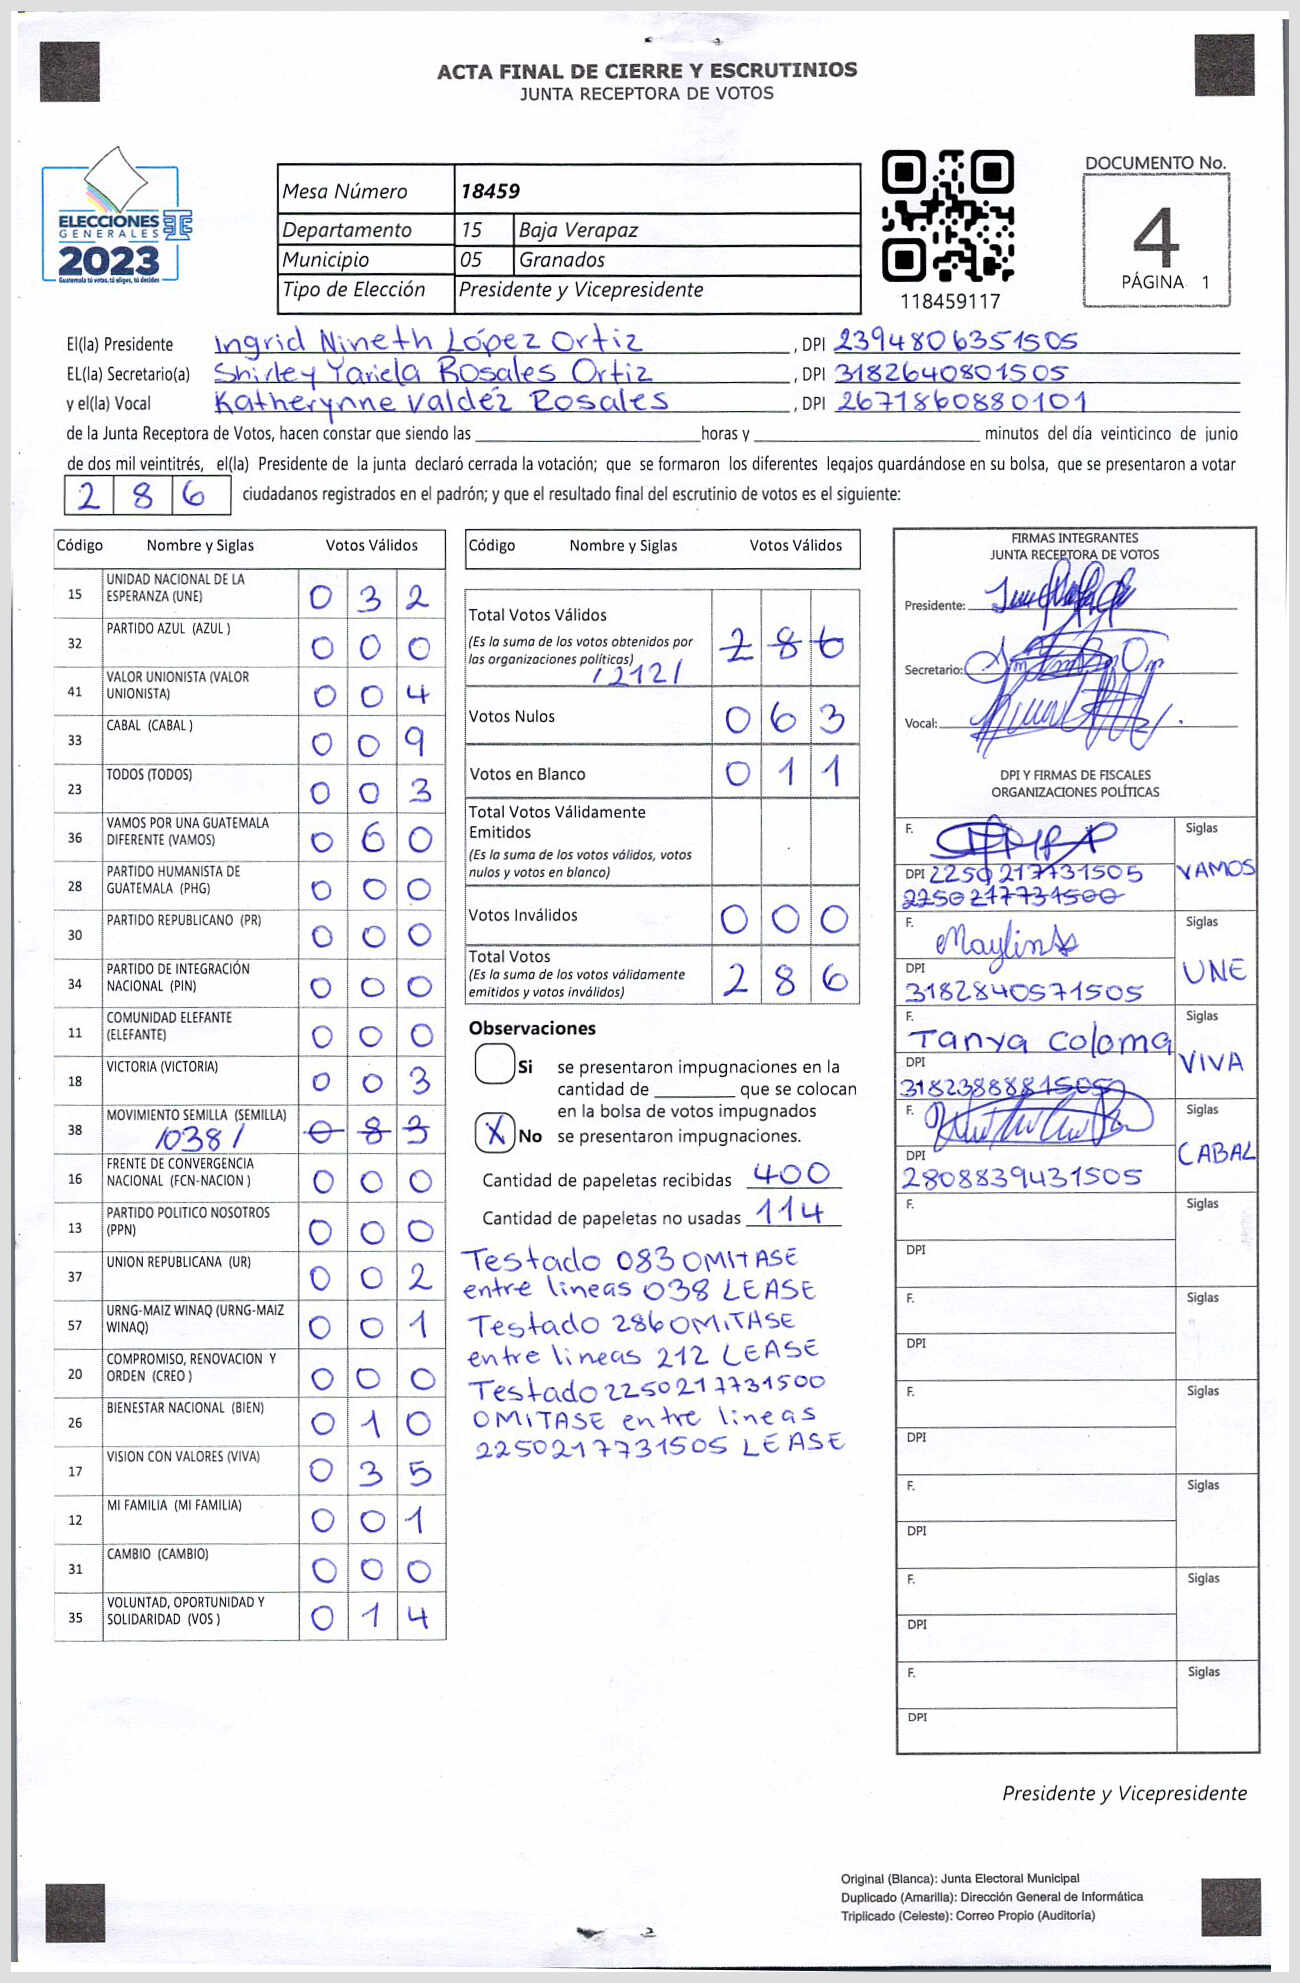 ACTA FINAL DE CIERRE Y ESCRUTINIOS
JUNTA RECEPTORA DE VOTOS
ELECCIONES
GENERALES
2023
Guatemala tú votas, tú eliges, tú decides
Mesa Número 18459
Departamento 15 Baja Verapaz
Municipio 05 Granados
Tipo de Elección Presidente y Vicepresidente
118459117
DOCUMENTO No.
4
PÁGINA 1
El(la) Presidente Ingrid Nineth López Ortiz , DPI 2394806351505
EL(la) Secretario(a) Shirley Yariela Rosales Ortiz , DPI 3182640801505
y el(la) Vocal Katherynne Valdéz Rosales , DPI 2671860880101
de la Junta Receptora de Votos, hacen constar que siendo las horas y minutos del día veinticinco de junio
de dos mil veintitrés, el(la) Presidente de la junta declaró cerrada la votación; que se formaron los diferentes legajos guardándose en su bolsa, que se presentaron a votar
2 8 6 ciudadanos registrados en el padrón; y que el resultado final del escrutinio de votos es el siguiente:
Código Nombre y Siglas Votos Válidos
15 UNIDAD NACIONAL DE LA ESPERANZA (UNE) 0 3 2
32 PARTIDO AZUL (AZUL ) 0 0 0
41 VALOR UNIONISTA (VALOR UNIONISTA) 0 0 4
33 CABAL (CABAL ) 0 0 9
23 TODOS (TODOS) 0 0 3
36 VAMOS POR UNA GUATEMALA DIFERENTE (VAMOS) 0 6 0
28 PARTIDO HUMANISTA DE GUATEMALA (PHG) 0 0 0
30 PARTIDO REPUBLICANO (PR) 0 0 0
34 PARTIDO DE INTEGRACIÓN NACIONAL (PIN) 0 0 0
11 COMUNIDAD ELEFANTE (ELEFANTE) 0 0 0
18 VICTORIA (VICTORIA) 0 0 3
38 MOVIMIENTO SEMILLA (SEMILLA) /038/ 0 8 3
16 FRENTE DE CONVERGENCIA NACIONAL (FCN-NACION ) 0 0 0
13 PARTIDO POLITICO NOSOTROS (PPN) 0 0 0
37 UNION REPUBLICANA (UR) 0 0 2
57 URNG-MAIZ WINAQ (URNG-MAIZ WINAQ) 0 0 1
20 COMPROMISO, RENOVACION Y ORDEN (CREO ) 0 0 0
26 BIENESTAR NACIONAL (BIEN) 0 1 0
17 VISION CON VALORES (VIVA) 0 3 5
12 MI FAMILIA (MI FAMILIA) 0 0 1
31 CAMBIO (CAMBIO) 0 0 0
35 VOLUNTAD, OPORTUNIDAD Y SOLIDARIDAD (VOS ) 0 1 4
Código Nombre y Siglas Votos Válidos
Total Votos Válidos
(Es la suma de los votos obtenidos por las organizaciones políticas) 2 8 6
/212/
Votos Nulos 0 6 3
Votos en Blanco 0 1 1
Total Votos Válidamente Emitidos
(Es la suma de los votos válidos, votos nulos y votos en blanco)
Votos Inválidos 0 0 0
Total Votos
(Es la suma de los votos válidamente emitidos y votos inválidos) 2 8 6
Observaciones
Si se presentaron impugnaciones en la
cantidad de que se colocan
en la bolsa de votos impugnados
X No se presentaron impugnaciones.
Cantidad de papeletas recibidas 400
Cantidad de papeletas no usadas 114
Testado 083 OMITASE
entre lineas 038 LEASE
Testado 286 OMITASE
entre lineas 212 LEASE
Testado 2250217731500
OMITASE entre lineas
2250217731505 LEASE
FIRMAS INTEGRANTES
JUNTA RECEPTORA DE VOTOS
Presidente:
Secretario:
Vocal:
DPI Y FIRMAS DE FISCALES
ORGANIZACIONES POLÍTICAS
F. Siglas
DPI 2250217731505 VAMOS
2250217731500
F. Maylin Siglas
DPI UNE
3182840571505
F. Siglas
Tanya Coloma
DPI VIVA
3182388881505
F. Siglas
DPI CABAL
2808839431505
F. Siglas
DPI
F. Siglas
DPI
F. Siglas
DPI
F. Siglas
DPI
F. Siglas
DPI
F. Siglas
DPI
Presidente y Vicepresidente
Original (Blanca): Junta Electoral Municipal
Duplicado (Amarilla): Dirección General de Informática
Triplicado (Celeste): Correo Propio (Auditoría)